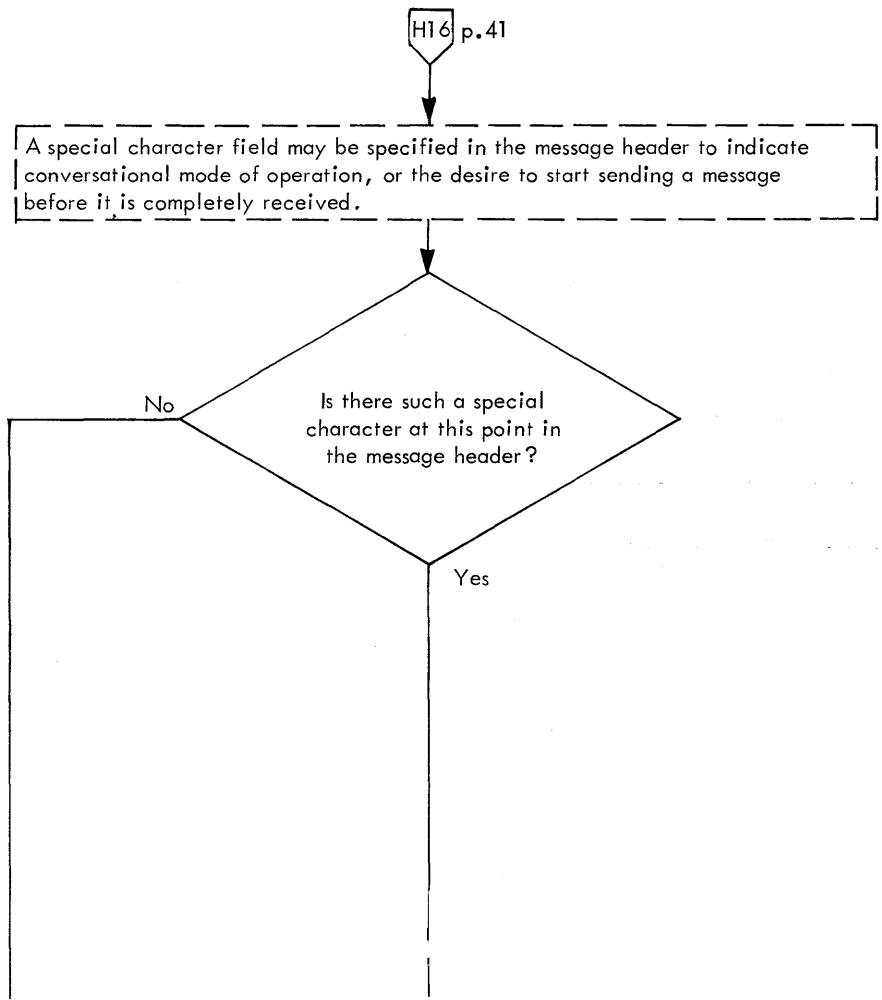 H16 p.41
A special character field may be specified in the message header to indicate
conversational mode of operation, or the desire to start sending a message
before it is completely received.
No
Is there such a special
character at this point in
the message header?
Yes